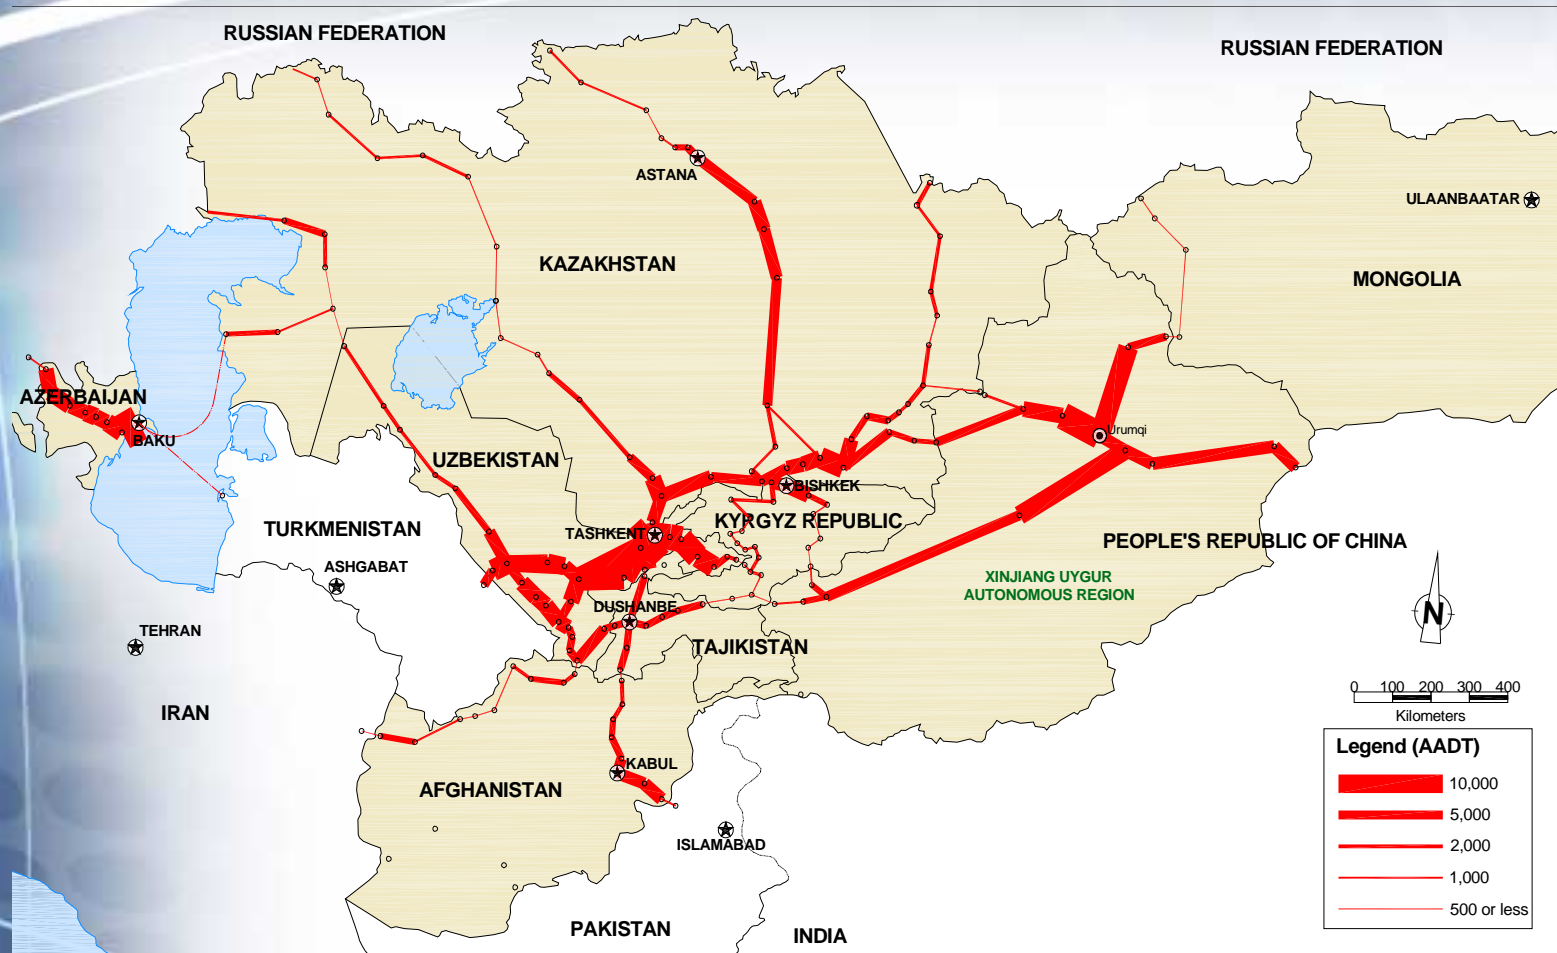 RUSSIAN FEDERATION
RUSSIAN FEDERATION
ASTANA
ULAANBAATAR
KAZAKHSTAN
MONGOLIA
AZERBAIJAN
BAKU
Urumqi
UZBEKISTAN
BISHKEK
TURKMENISTAN
TASHKENT
KYRGYZ REPUBLIC
PEOPLE'S REPUBLIC OF CHINA
ASHGABAT
XINJIANG UYGUR
AUTONOMOUS REGION
DUSHANBE
N
TEHRAN
TAJIKISTAN
IRAN
0 100 200 300 400
Kilometers
KABUL
AFGHANISTAN
ISLAMABAD
PAKISTAN
INDIA
Legend (AADT)
10,000
5,000
2,000
1,000
500 or less